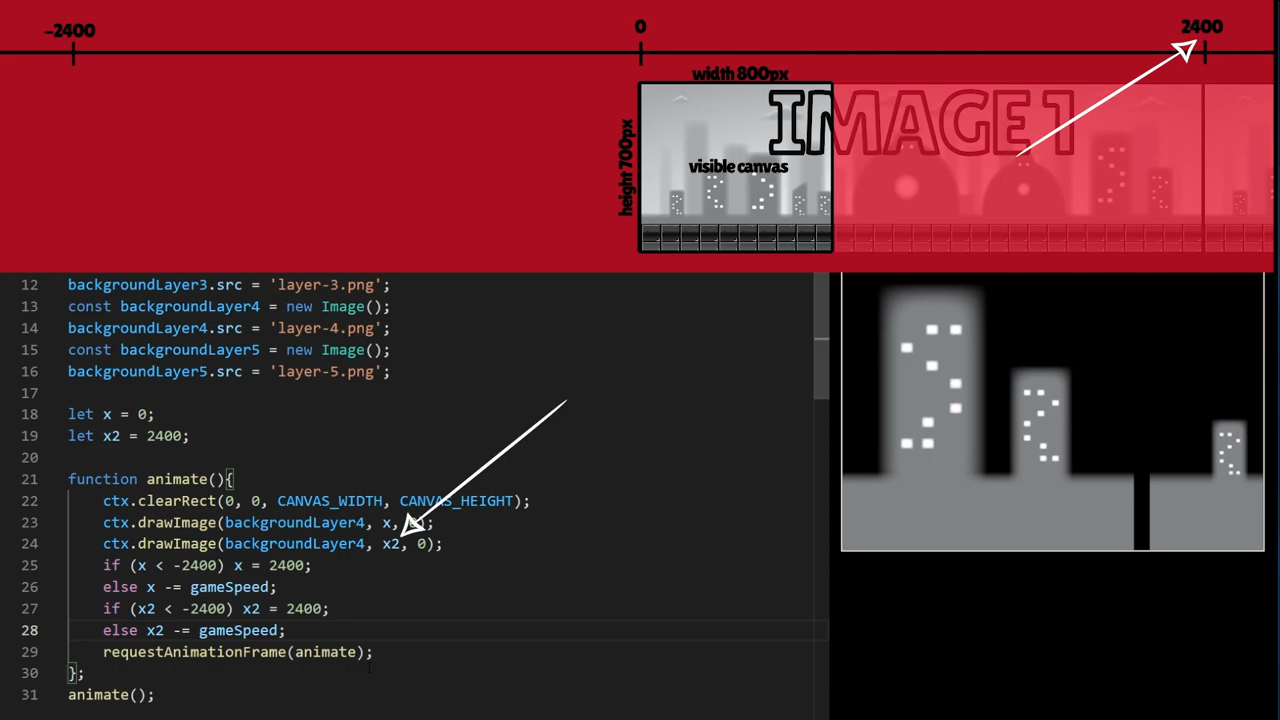 -2400
0
2400
width 800px
IMAGE 1
height 700px
visible canvas
12 backgroundLayer3.src = 'layer-3.png';
13 const backgroundLayer4 = new Image();
14 backgroundLayer4.src = 'layer-4.png';
15 const backgroundLayer5 = new Image();
16 backgroundLayer5.src = 'layer-5.png';
17
18 let x = 0;
19 let x2 = 2400;
20
21 function animate(){
22 ctx.clearRect(0, 0, CANVAS_WIDTH, CANVAS_HEIGHT);
23 ctx.drawImage(backgroundLayer4, x, 0);
24 ctx.drawImage(backgroundLayer4, x2, 0);
25 if (x < -2400) x = 2400;
26 else x -= gameSpeed;
27 if (x2 < -2400) x2 = 2400;
28 else x2 -= gameSpeed;
29 requestAnimationFrame(animate);
30 };
31 animate();